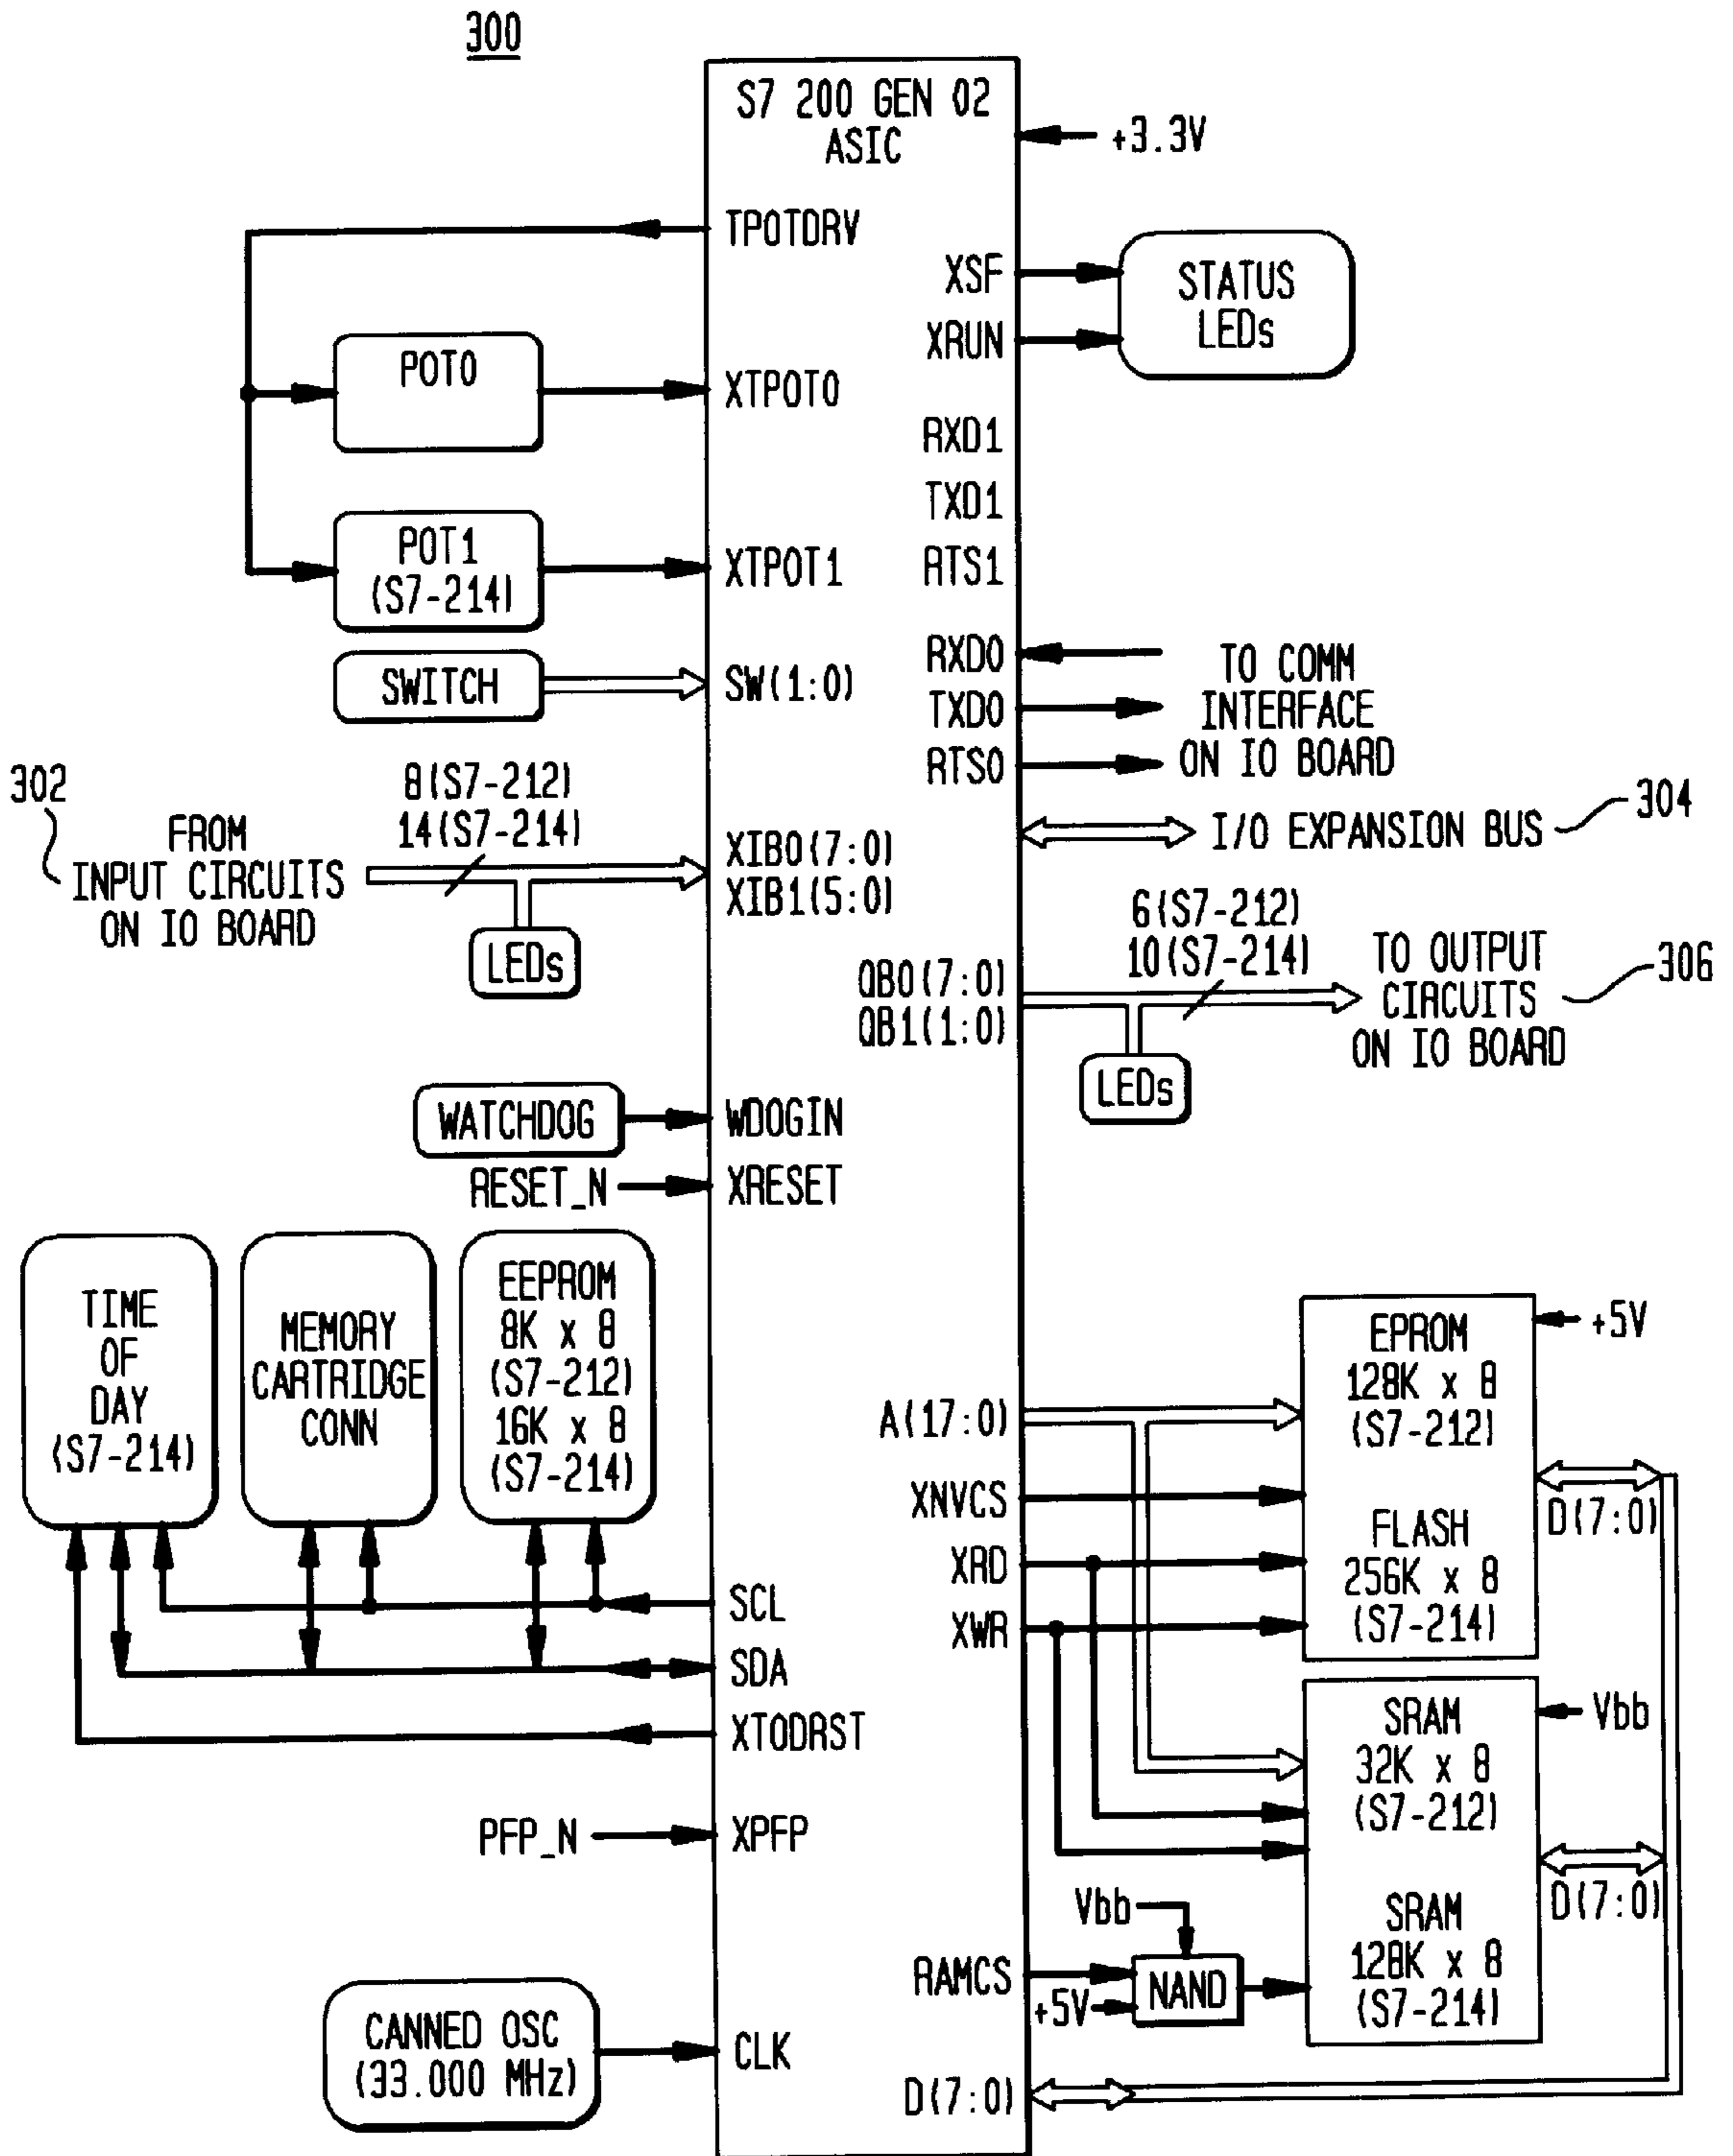 300
S7 200 GEN 02
ASIC
+3.3V
TPOTDRV
XSF
XRUN
STATUS
LEDs
POT0
XTPOT0
RXD1
TXD1
RTS1
POT1
(S7-214)
XTPOT1
SWITCH
SW(1:0)
RXD0
TXD0
RTS0
TO COMM
INTERFACE
ON IO BOARD
302
FROM
INPUT CIRCUITS
ON IO BOARD
8(S7-212)
14(S7-214)
XIB0(7:0)
XIB1(5:0)
LEDs
I/O EXPANSION BUS
304
QB0(7:0)
QB1(1:0)
6(S7-212)
10(S7-214)
TO OUTPUT
CIRCUITS
ON IO BOARD
306
LEDs
WATCHDOG
WDOGIN
RESET_N
XRESET
TIME
OF
DAY
(S7-214)
MEMORY
CARTRIDGE
CONN
EEPROM
8K x 8
(S7-212)
16K x 8
(S7-214)
SCL
SDA
XTODRST
PFP_N
XPFP
CANNED OSC
(33.000 MHz)
CLK
A(17:0)
XNVCS
XRD
XWR
EPROM
128K x 8
(S7-212)
FLASH
256K x 8
(S7-214)
+5V
D(7:0)
SRAM
32K x 8
(S7-212)
SRAM
128K x 8
(S7-214)
Vbb
D(7:0)
Vbb
RAMCS
+5V
NAND
D(7:0)